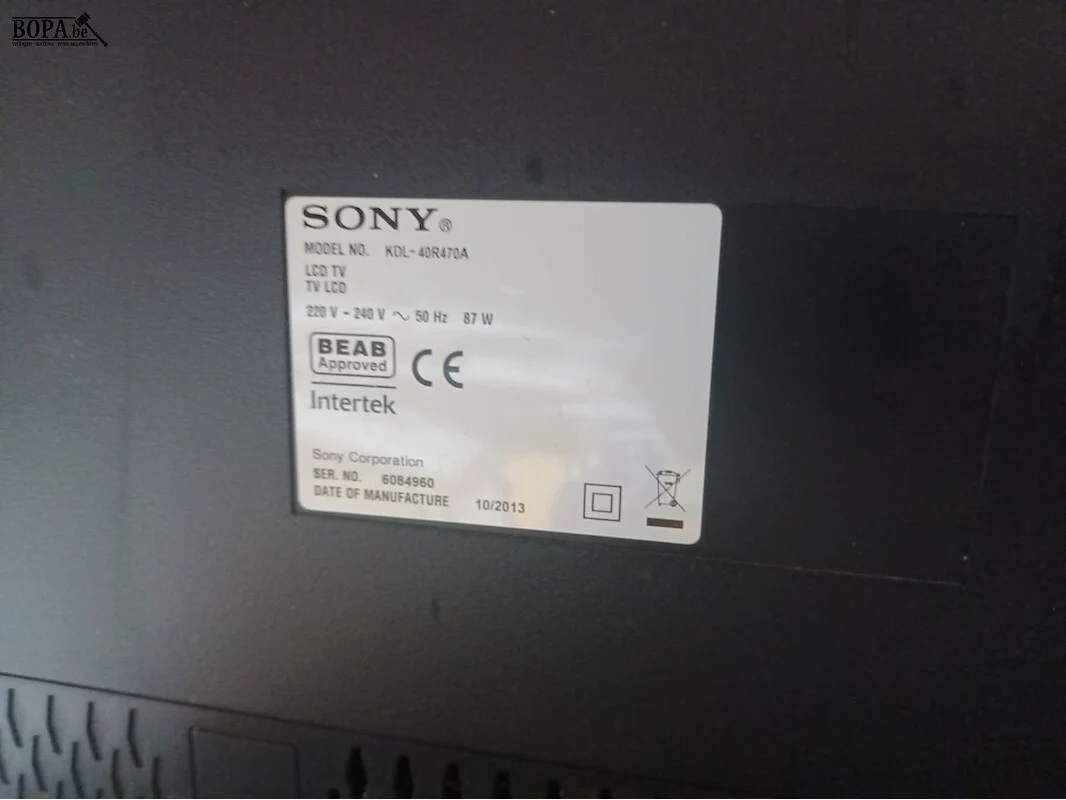 BOPA.be
SONY®
MODEL NO. KDL-40R470A
LCD TV
TV LCD
220 V - 240 V ~ 50 Hz 87 W
BEAB
Approved
CE
Intertek
Sony Corporation
SER. NO. 6084960
DATE OF MANUFACTURE 10/2013